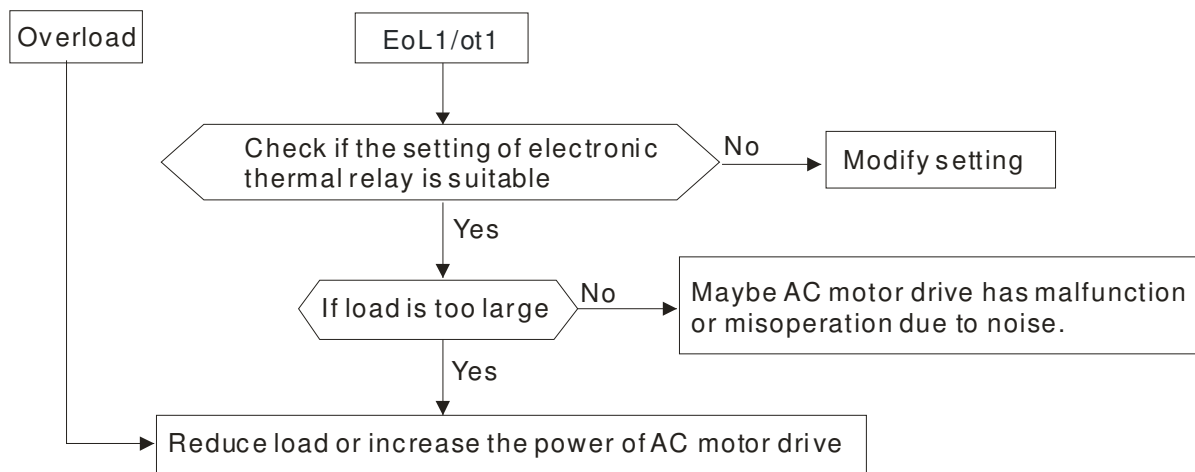 Overload
EoL1/ot1
Check if the setting of electronic
thermal relay is suitable
No
Modify setting
Yes
If load is too large
No
Maybe AC motor drive has malfunction
or misoperation due to noise.
Yes
Reduce load or increase the power of AC motor drive